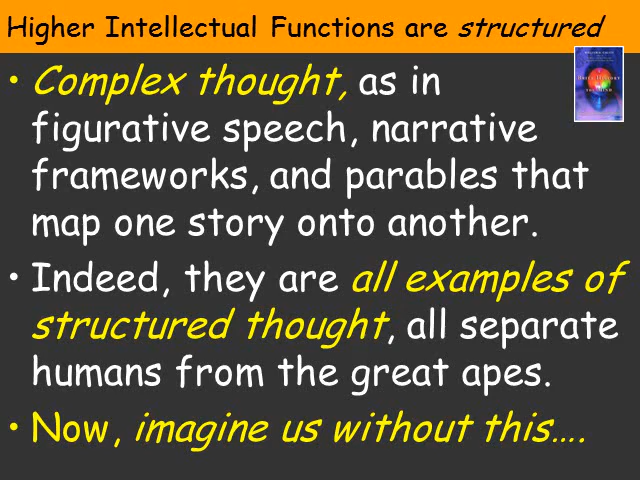 Higher Intellectual Functions are structured
• Complex thought, as in
figurative speech, narrative
frameworks, and parables that
map one story onto another.
• Indeed, they are all examples of
structured thought, all separate
humans from the great apes.
• Now, imagine us without this….